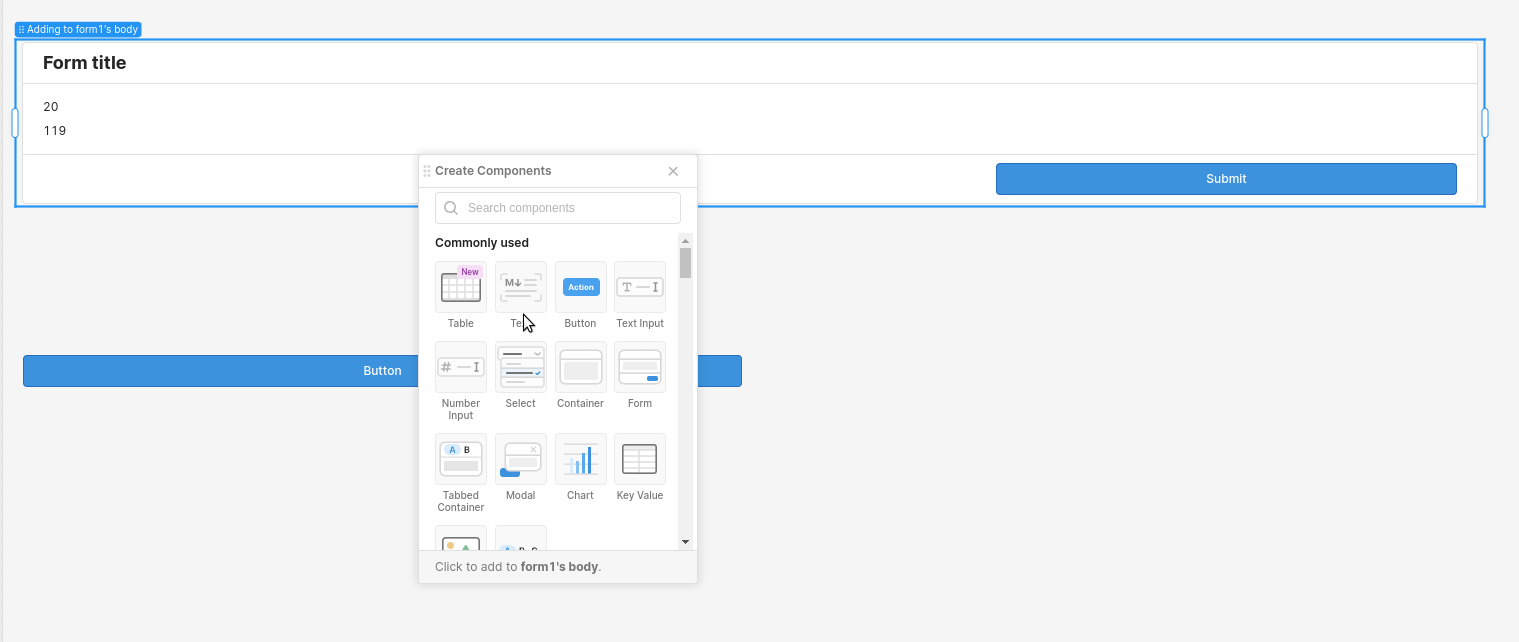 Adding to form1's body
Form title
20
119
Submit
Create Components
Search components
Commonly used
New
M
Action
T
I
Table
Button
Text Input
Button
#
I
Number Input
Select
Container
Form
A B
Tabbed Container
Modal
Chart
Key Value
Click to add to form1's body.